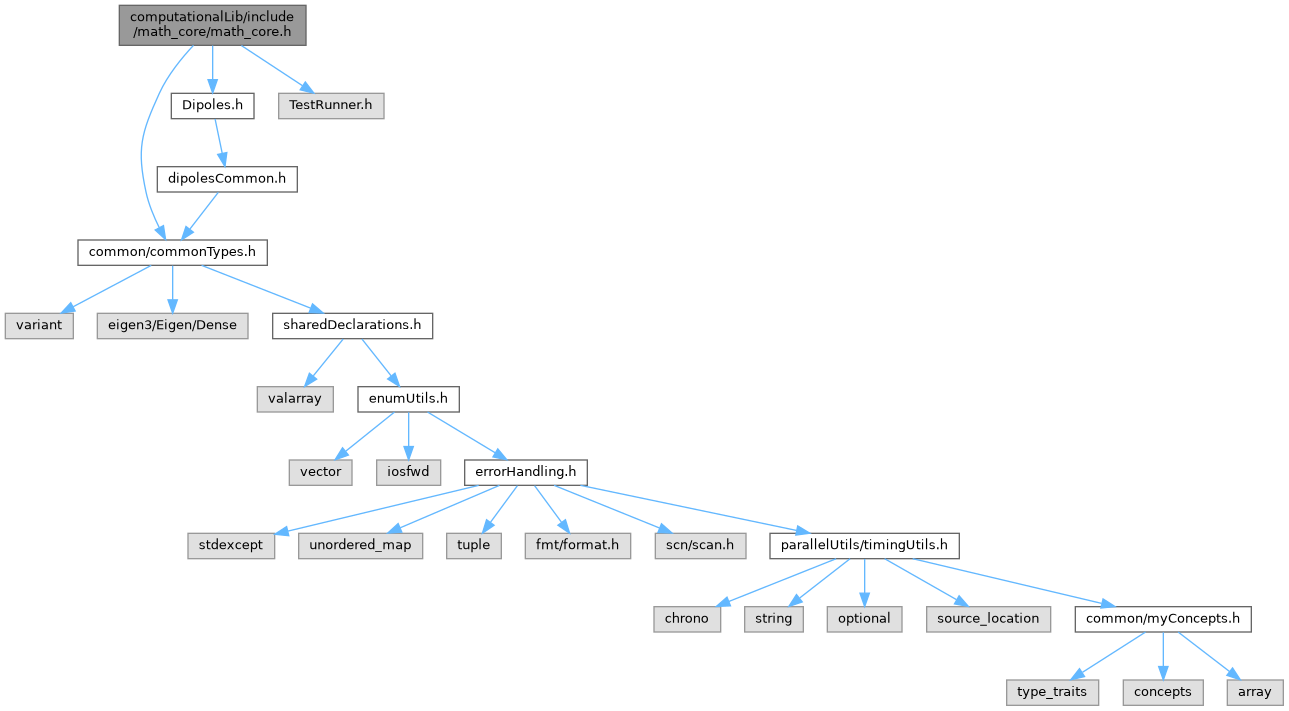 computationalLib/include
/math_core/math_core.h
Dipoles.h
TestRunner.h
dipolesCommon.h
common/commonTypes.h
variant
eigen3/Eigen/Dense
sharedDeclarations.h
valarray
enumUtils.h
vector
iosfwd
errorHandling.h
stdexcept
unordered_map
tuple
fmt/format.h
scn/scan.h
parallelUtils/timingUtils.h
chrono
string
optional
source_location
common/myConcepts.h
type_traits
concepts
array